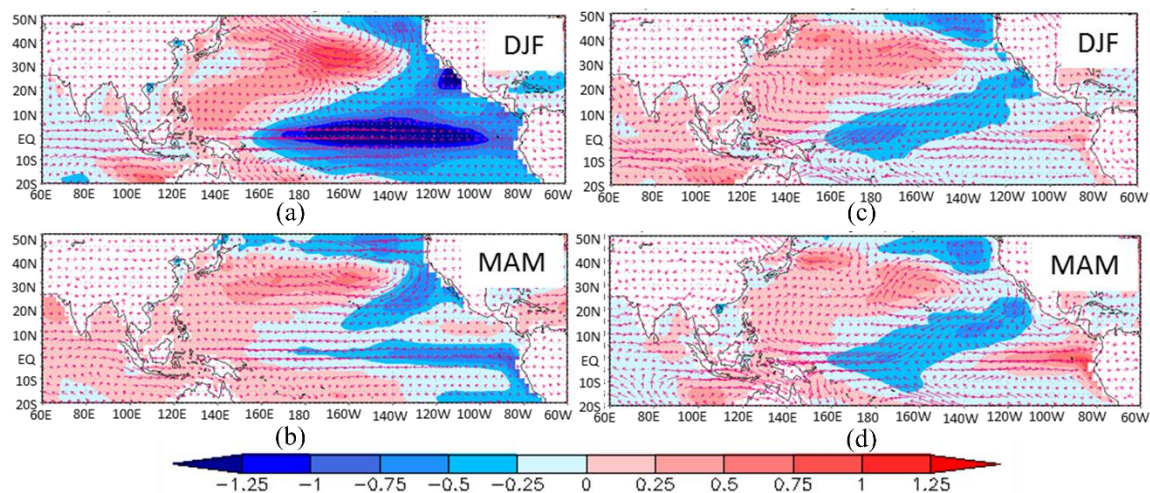 50N
40N
30N
20N
10N
EQ
10S
20S
DJF
60E 80E 100E 120E 140E 160E 180 160W 140W 120W 100W 80W 60W
(a)
50N
40N
30N
20N
10N
EQ
10S
20S
DJF
60E 80E 100E 120E 140E 160E 180 160W 140W 120W 100W 80W 60W
(c)
50N
40N
30N
20N
10N
EQ
10S
20S
MAM
60E 80E 100E 120E 140E 160E 180 160W 140W 120W 100W 80W 60W
(b)
50N
40N
30N
20N
10N
EQ
10S
20S
MAM
60E 80E 100E 120E 140E 160E 180 160W 140W 120W 100W 80W 60W
(d)
−1.25 −1 −0.75 −0.5 −0.25 0 0.25 0.5 0.75 1 1.25